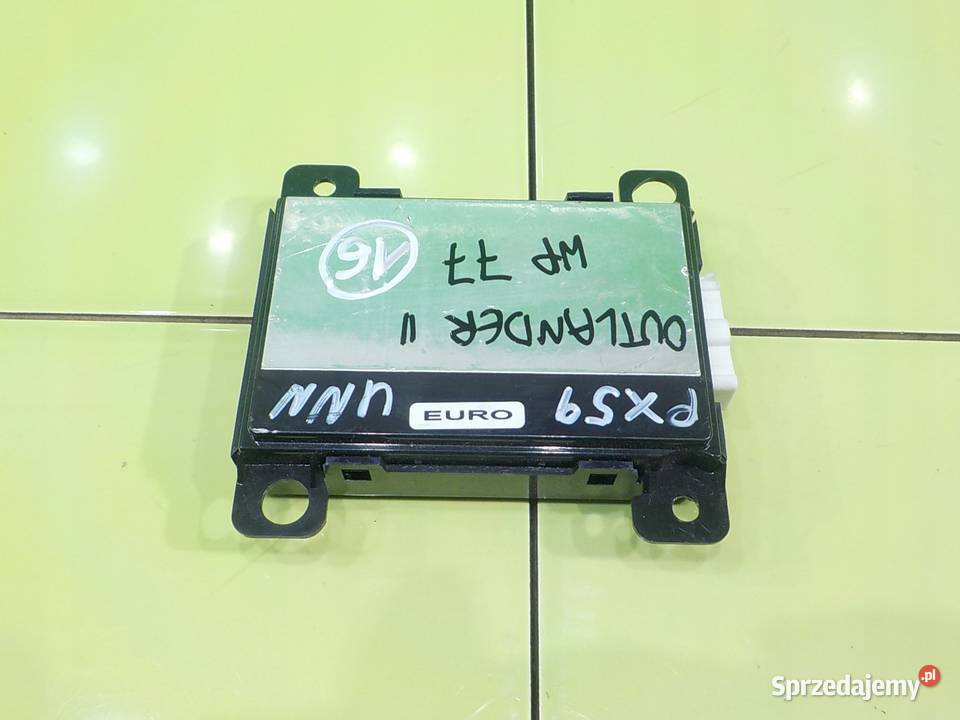 PX59 UNN
OUTLANDER II
WP 77 16
EURO
Sprzedajemy.pl